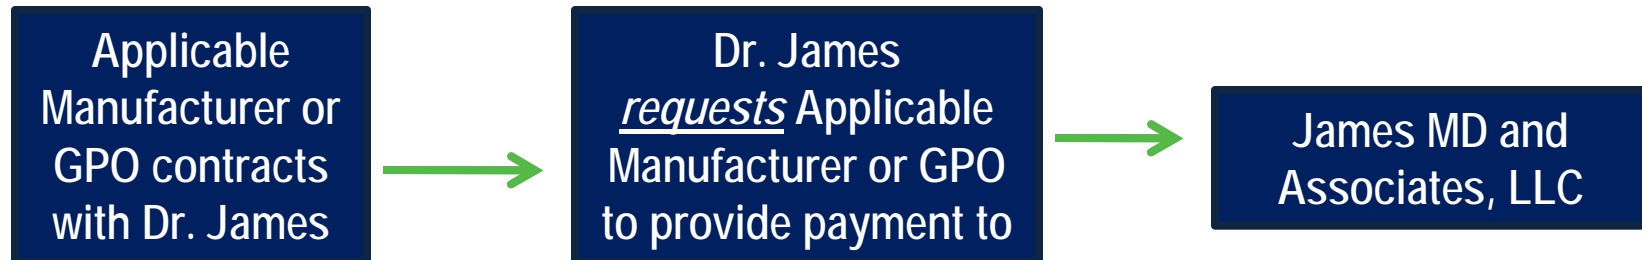 Applicable
Manufacturer or
GPO contracts
with Dr. James
Dr. James
requests Applicable
Manufacturer or GPO
to provide payment to
James MD and
Associates, LLC